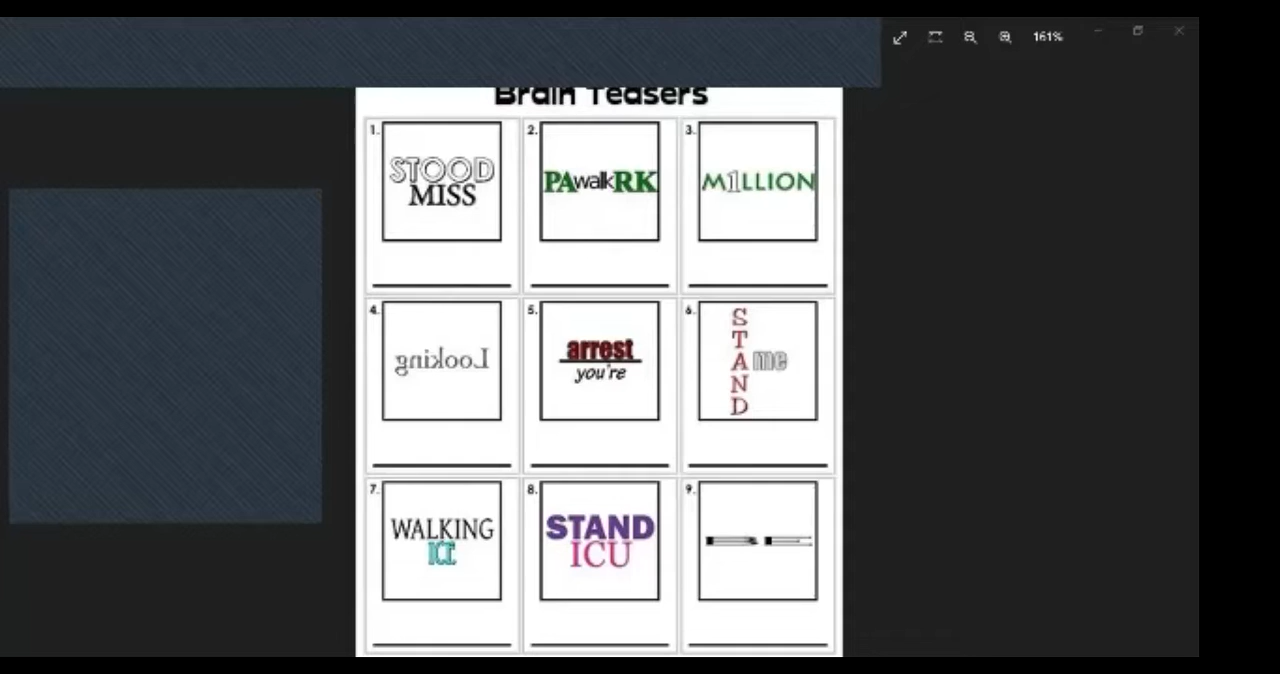 161%
Brain Teasers
1.
STOOD
MISS
2.
PAwalkRK
3.
M1LLION
4.
Looking
5.
arrest
you're
6.
S
T
A me
N
D
7.
WALKING
ICE
8.
STAND
ICU
9.